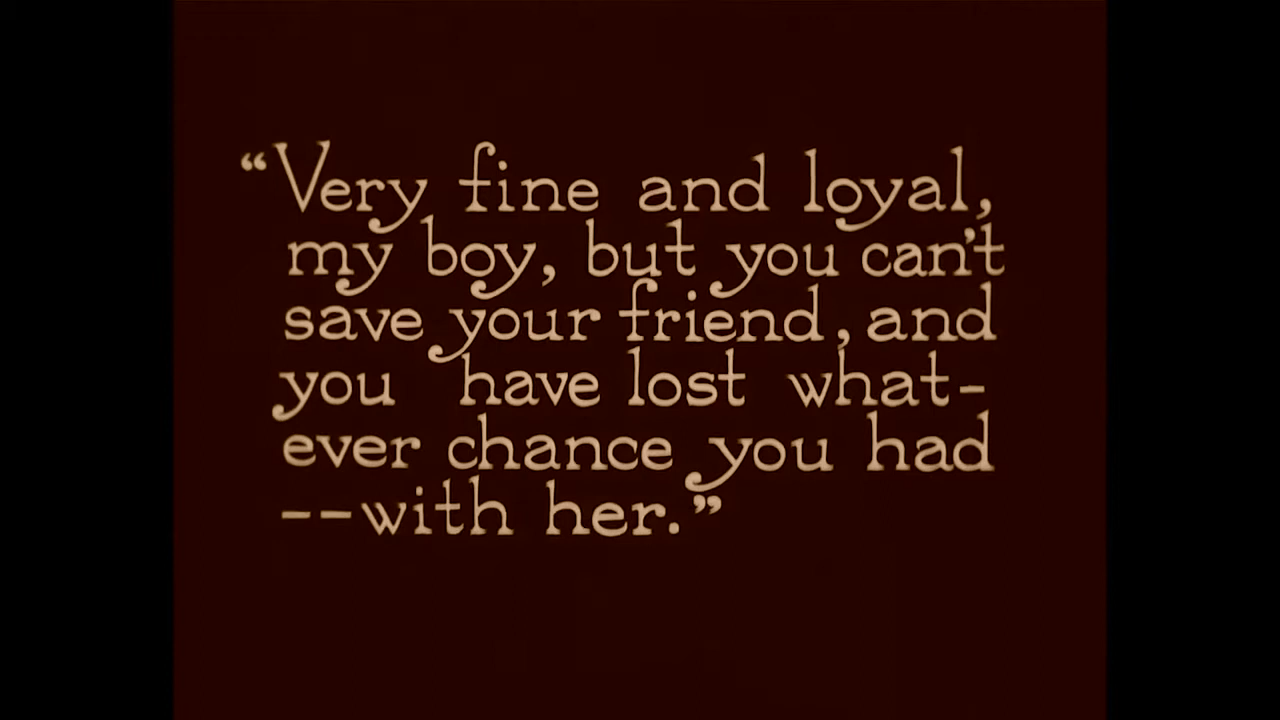 “Very fine and loyal,
my boy, but you can't
save your friend, and
you have lost what-
ever chance you had
--with her.”